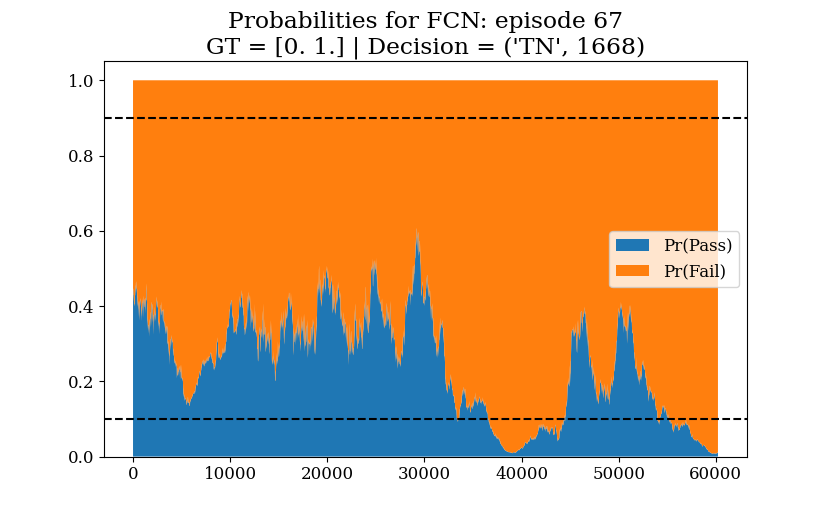 Probabilities for FCN: episode 67
GT = [0. 1.] | Decision = ('TN', 1668)
1.0
0.8
0.6
0.4
0.2
0.0
Pr(Pass)
Pr(Fail)
0 10000 20000 30000 40000 50000 60000